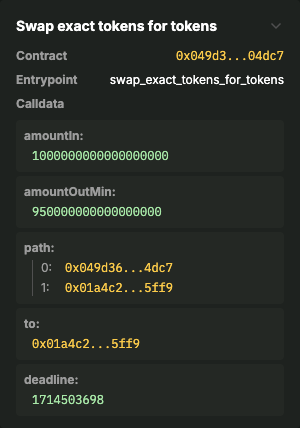 Swap exact tokens for tokens
Contract 0x049d3...04dc7
Entrypoint swap_exact_tokens_for_tokens
Calldata
amountIn:
1000000000000000000
amountOutMin:
950000000000000000
path:
0: 0x049d36...4dc7
1: 0x01a4c2...5ff9
to:
0x01a4c2...5ff9
deadline:
1714503698